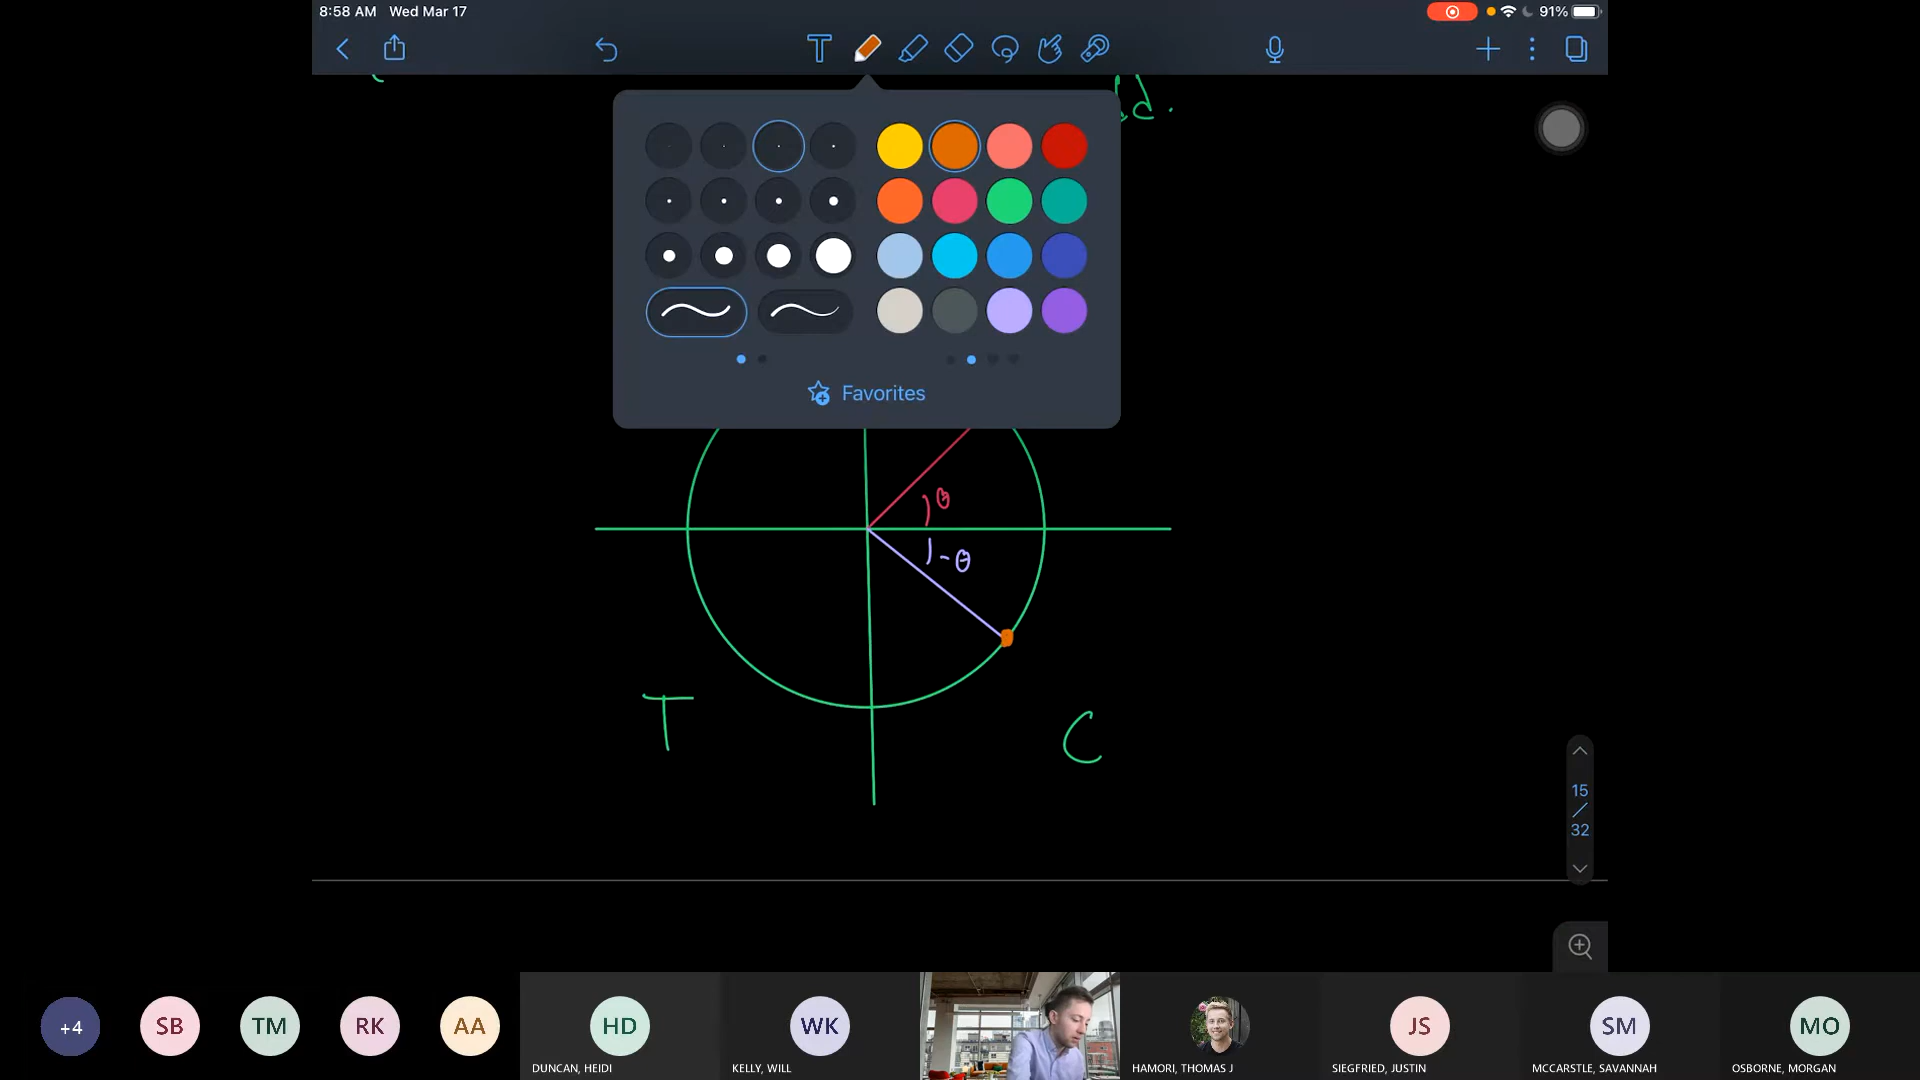 8:58 AM Wed Mar 17
91%
d.
Favorites
θ
-θ
T
C
15
/
32
+4
SB
TM
RK
AA
HD
WK
JS
SM
MO
DUNCAN, HEIDI
KELLY, WILL
HAMORI, THOMAS J
SIEGFRIED, JUSTIN
MCCARSTLE, SAVANNAH
OSBORNE, MORGAN